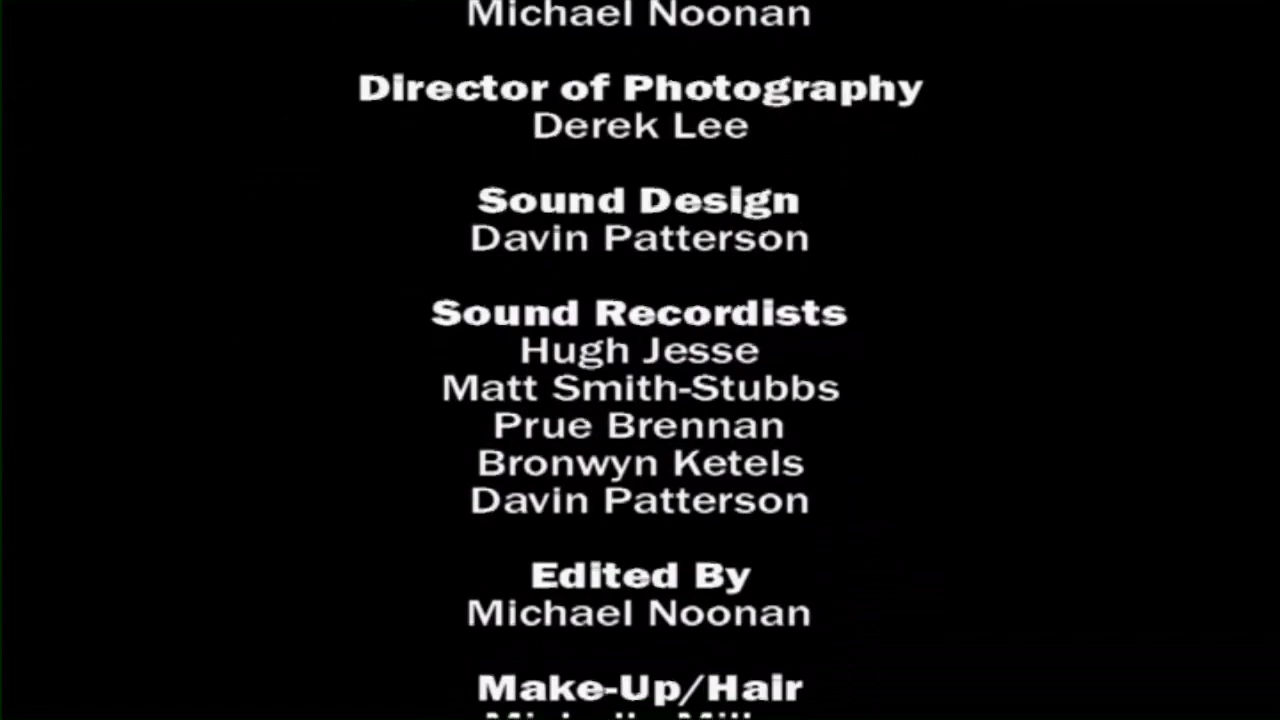 Michael Noonan
Director of Photography
Derek Lee
Sound Design
Davin Patterson
Sound Recordists
Hugh Jesse
Matt Smith-Stubbs
Prue Brennan
Bronwyn Ketels
Davin Patterson
Edited By
Michael Noonan
Make-Up/Hair